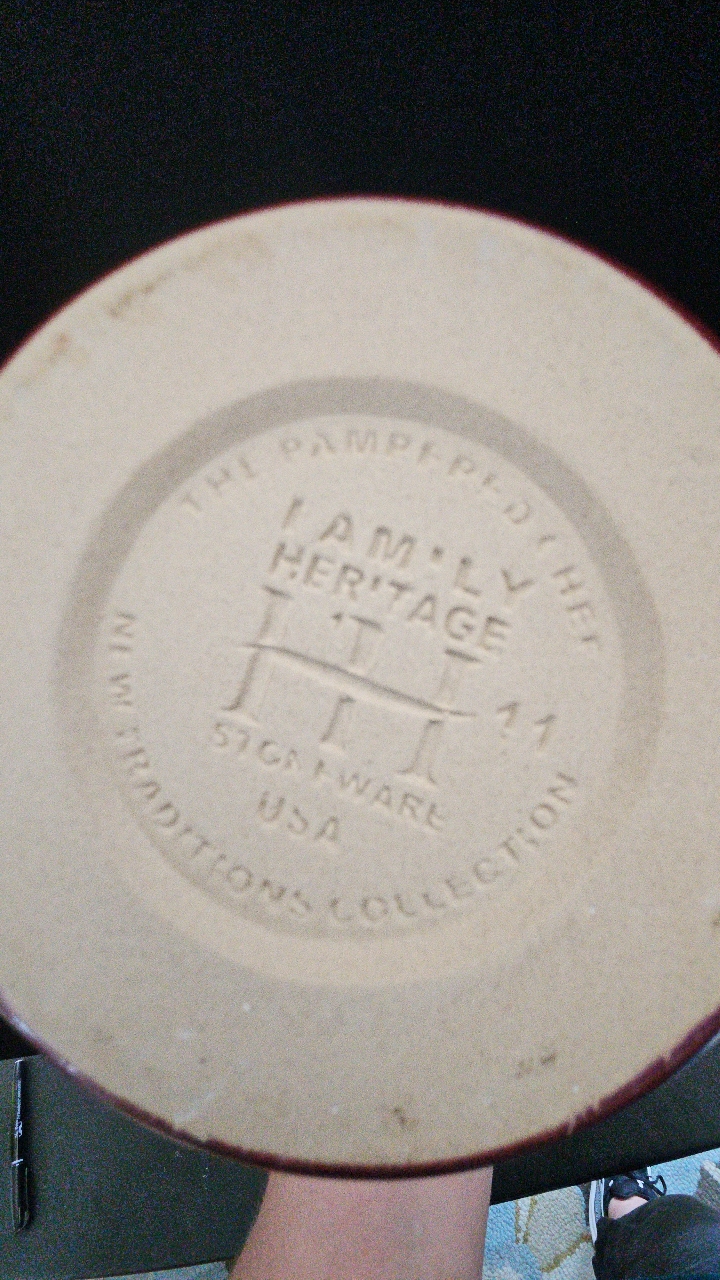 THE PAMPERED CHEF
FAMILY
HERITAGE
11
STONEWARE
USA
NEW TRADITIONS COLLECTION